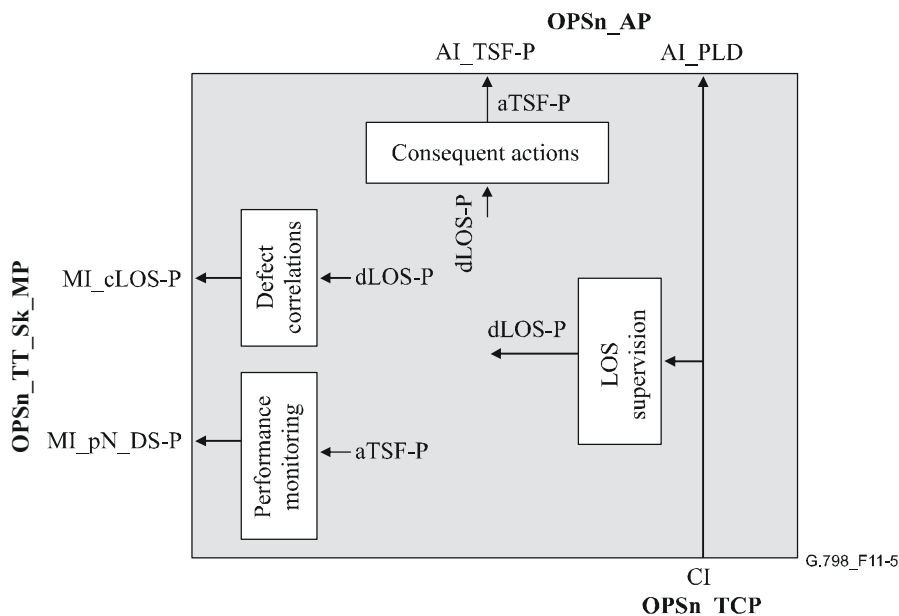 OPSn_AP
AI_TSF-P
AI_PLD
aTSF-P
Consequent actions
dLOS-P
OPSn_TT_Sk_MP
MI_cLOS-P
Defect
correlations
dLOS-P
dLOS-P
LOS
supervision
MI_pN_DS-P
Performance
monitoring
aTSF-P
G.798_F11-5
CI
OPSn_TCP